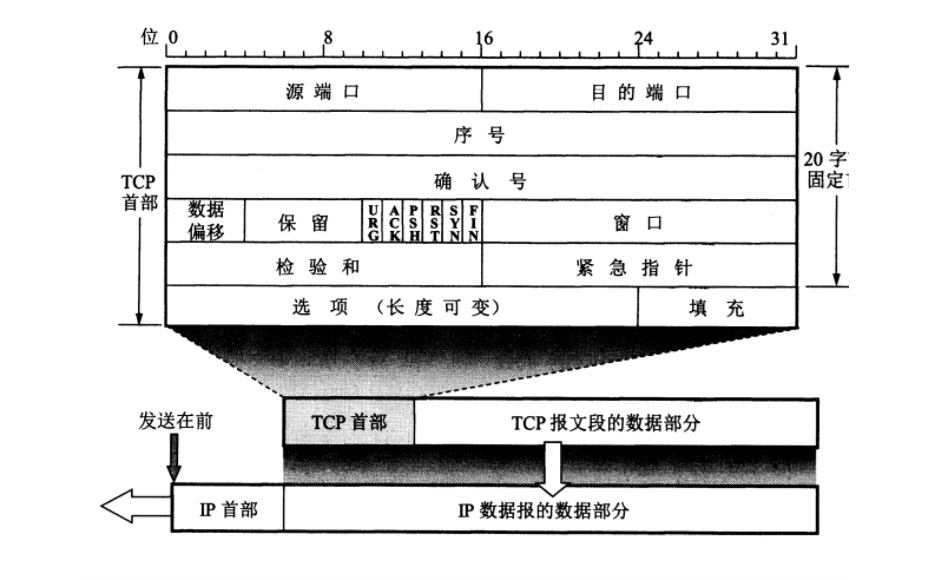 位 0 8 16 24 31
源端口 目的端口
序号
确认号
TCP
首部
20 字
固定
数据
偏移
保留
URG
ACK
PSH
RST
SYN
FIN
窗口
检验和 紧急指针
选项 (长度可变) 填充
发送在前
TCP 首部 TCP 报文段的数据部分
IP 首部 IP 数据报的数据部分